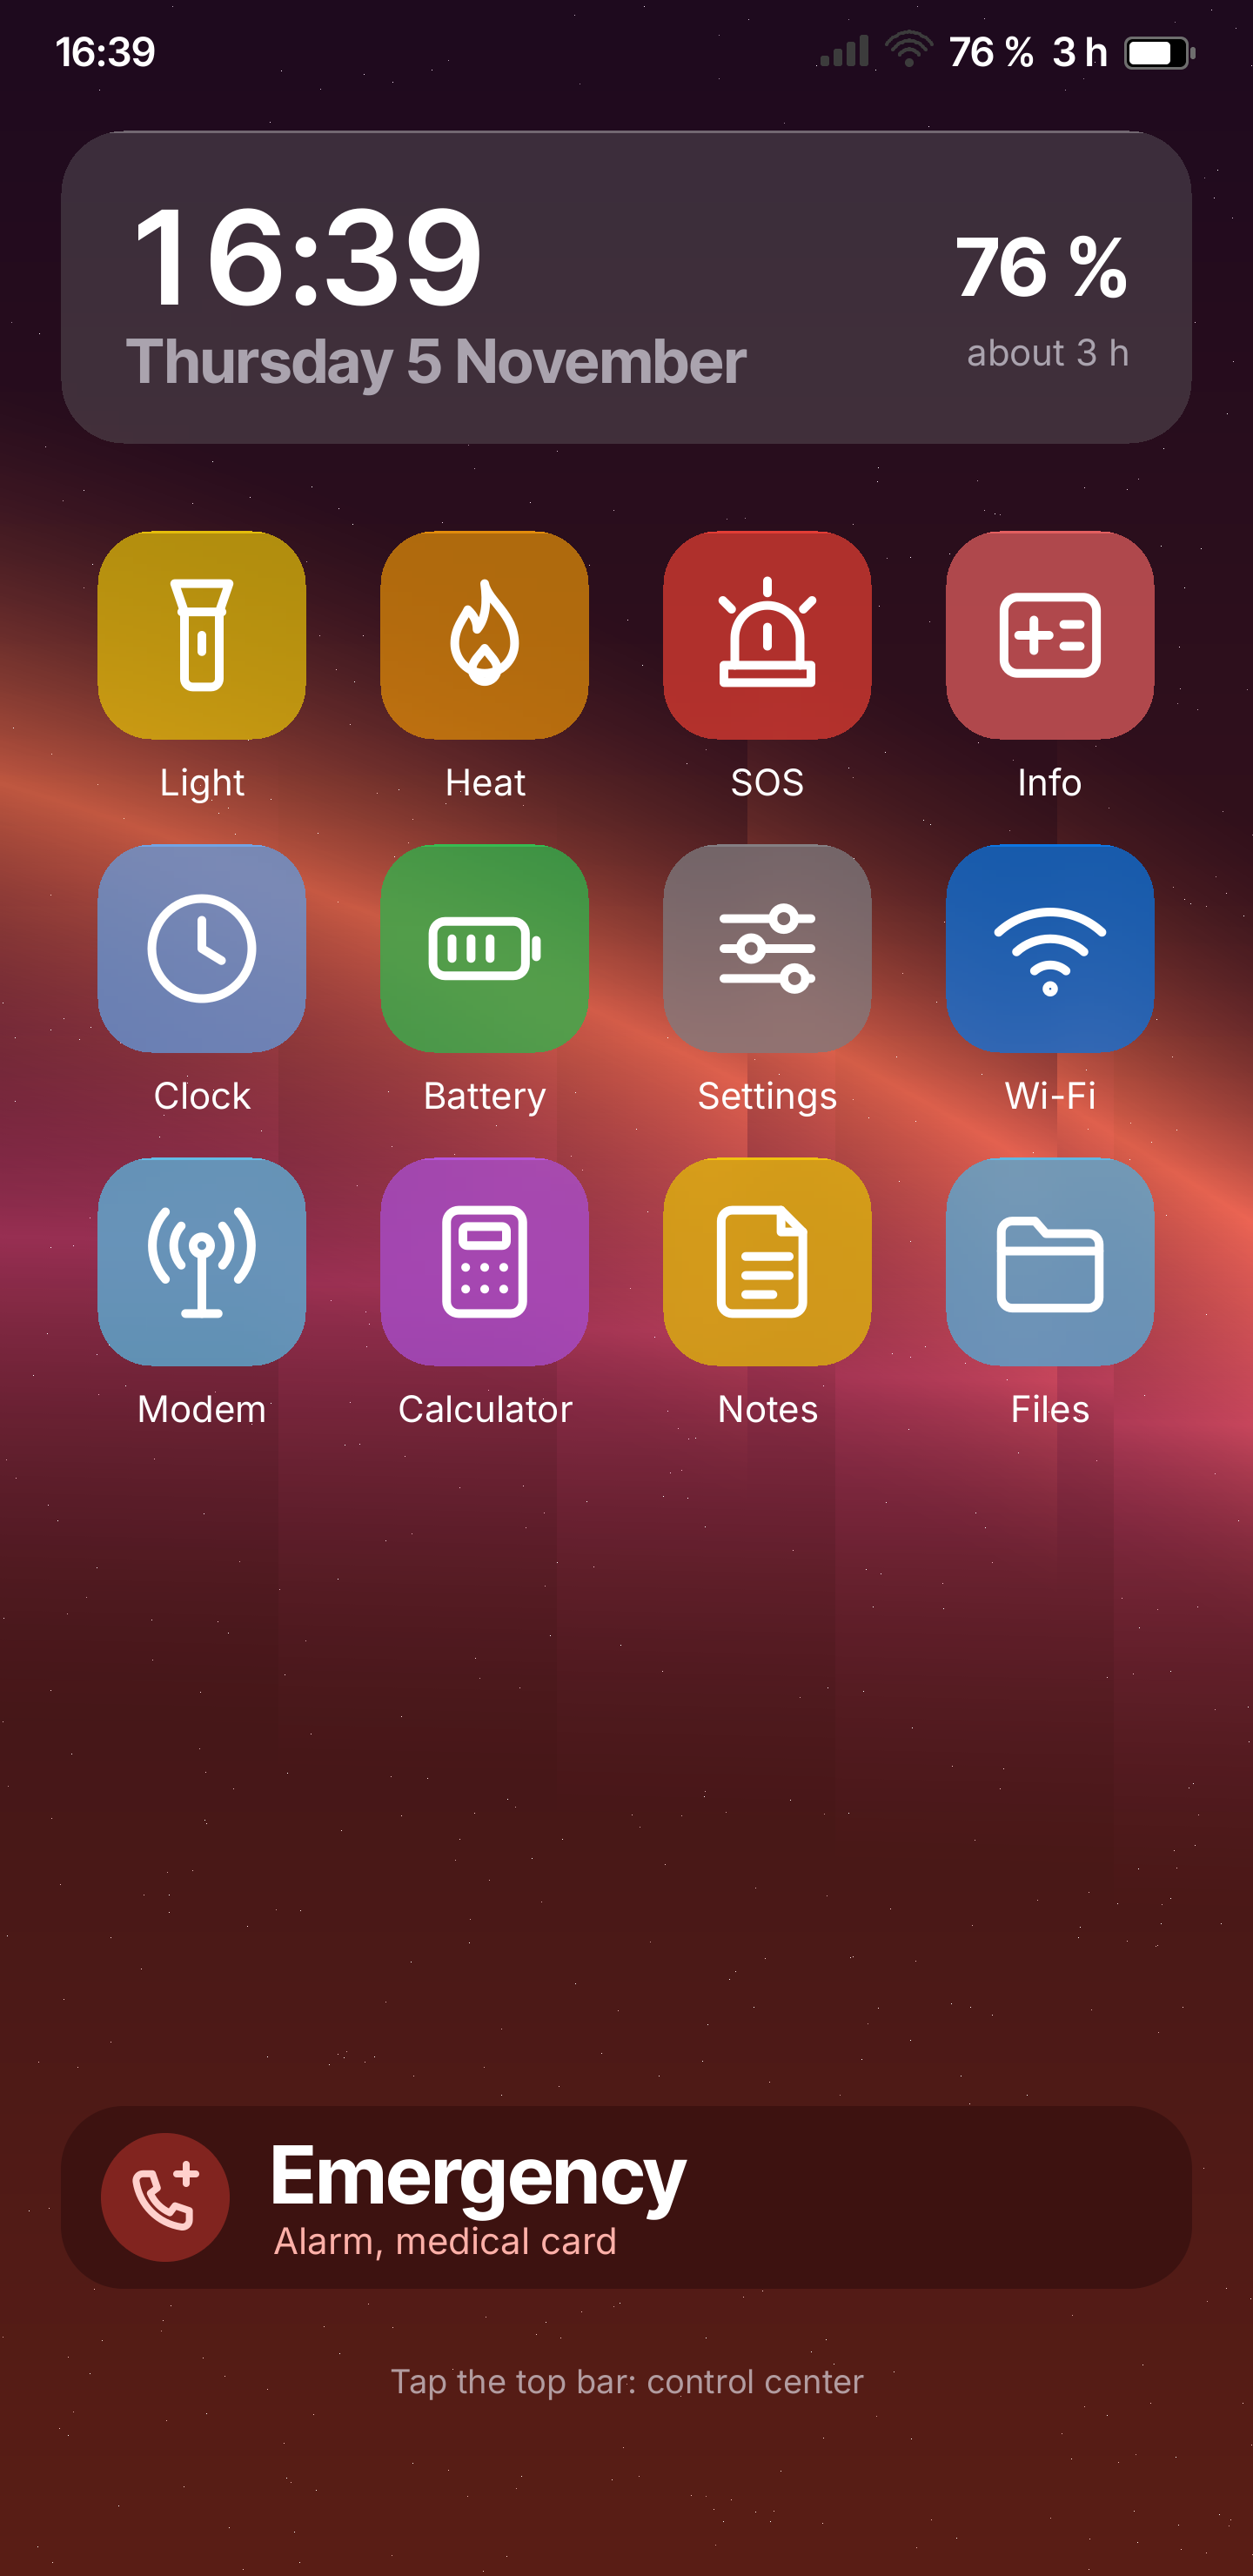 16:39 76 % 3 h
16:39
76 %
Thursday 5 November
about 3 h
Light Heat SOS Info
Clock Battery Settings Wi-Fi
Modem Calculator Notes Files
Emergency
Alarm, medical card
Tap the top bar: control center